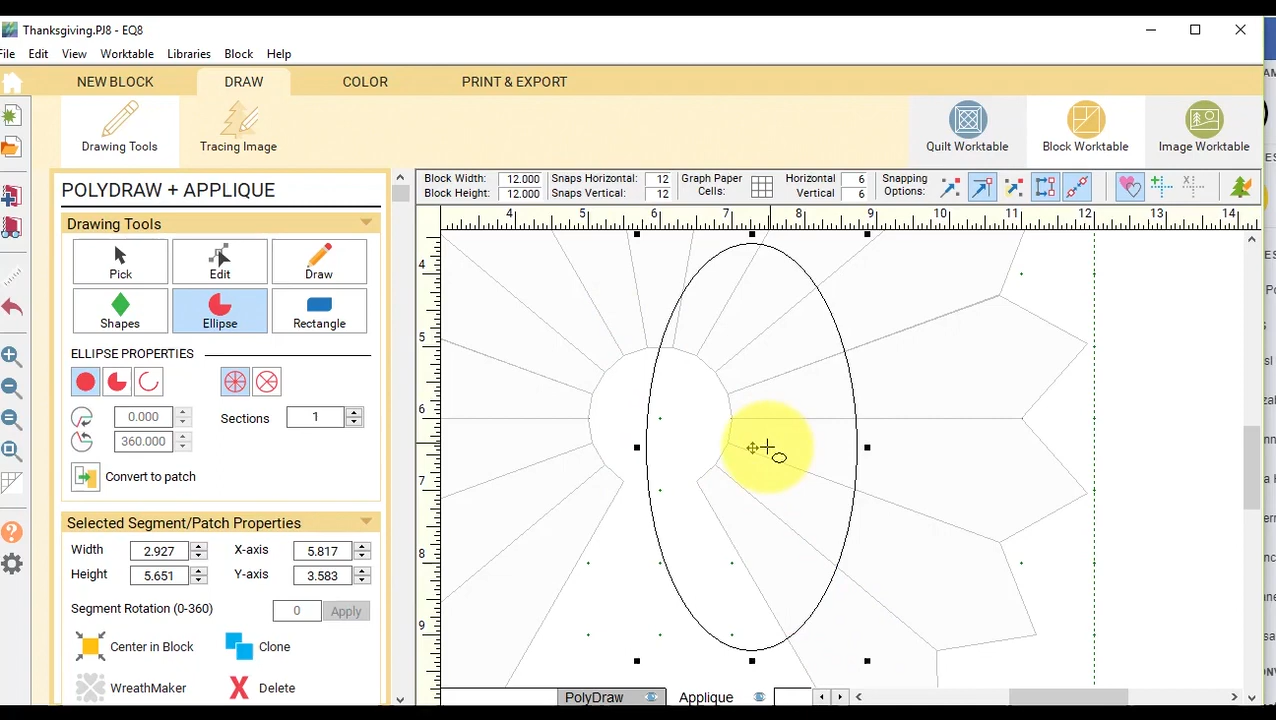 Thanksgiving.PJ8 - EQ8
File Edit View Worktable Libraries Block Help
NEW BLOCK DRAW COLOR PRINT & EXPORT
Drawing Tools Tracing Image Quilt Worktable Block Worktable Image Worktable
POLYDRAW + APPLIQUE
Block Width: 12.000 Snaps Horizontal: 12 Graph Paper Horizontal 6 Snapping
Block Height: 12.000 Snaps Vertical: 12 Cells: Vertical 6 Options:
4 5 6 7 8 9 10 11 12 13 14
Drawing Tools
Pick Edit Draw
Shapes Ellipse Rectangle
ELLIPSE PROPERTIES
0.000 Sections 1
360.000
Convert to patch
Selected Segment/Patch Properties
Width 2.927 X-axis 5.817
Height 5.651 Y-axis 3.583
Segment Rotation (0-360) 0 Apply
Center in Block Clone
WreathMaker Delete
4
5
6
7
8
9
PolyDraw Applique